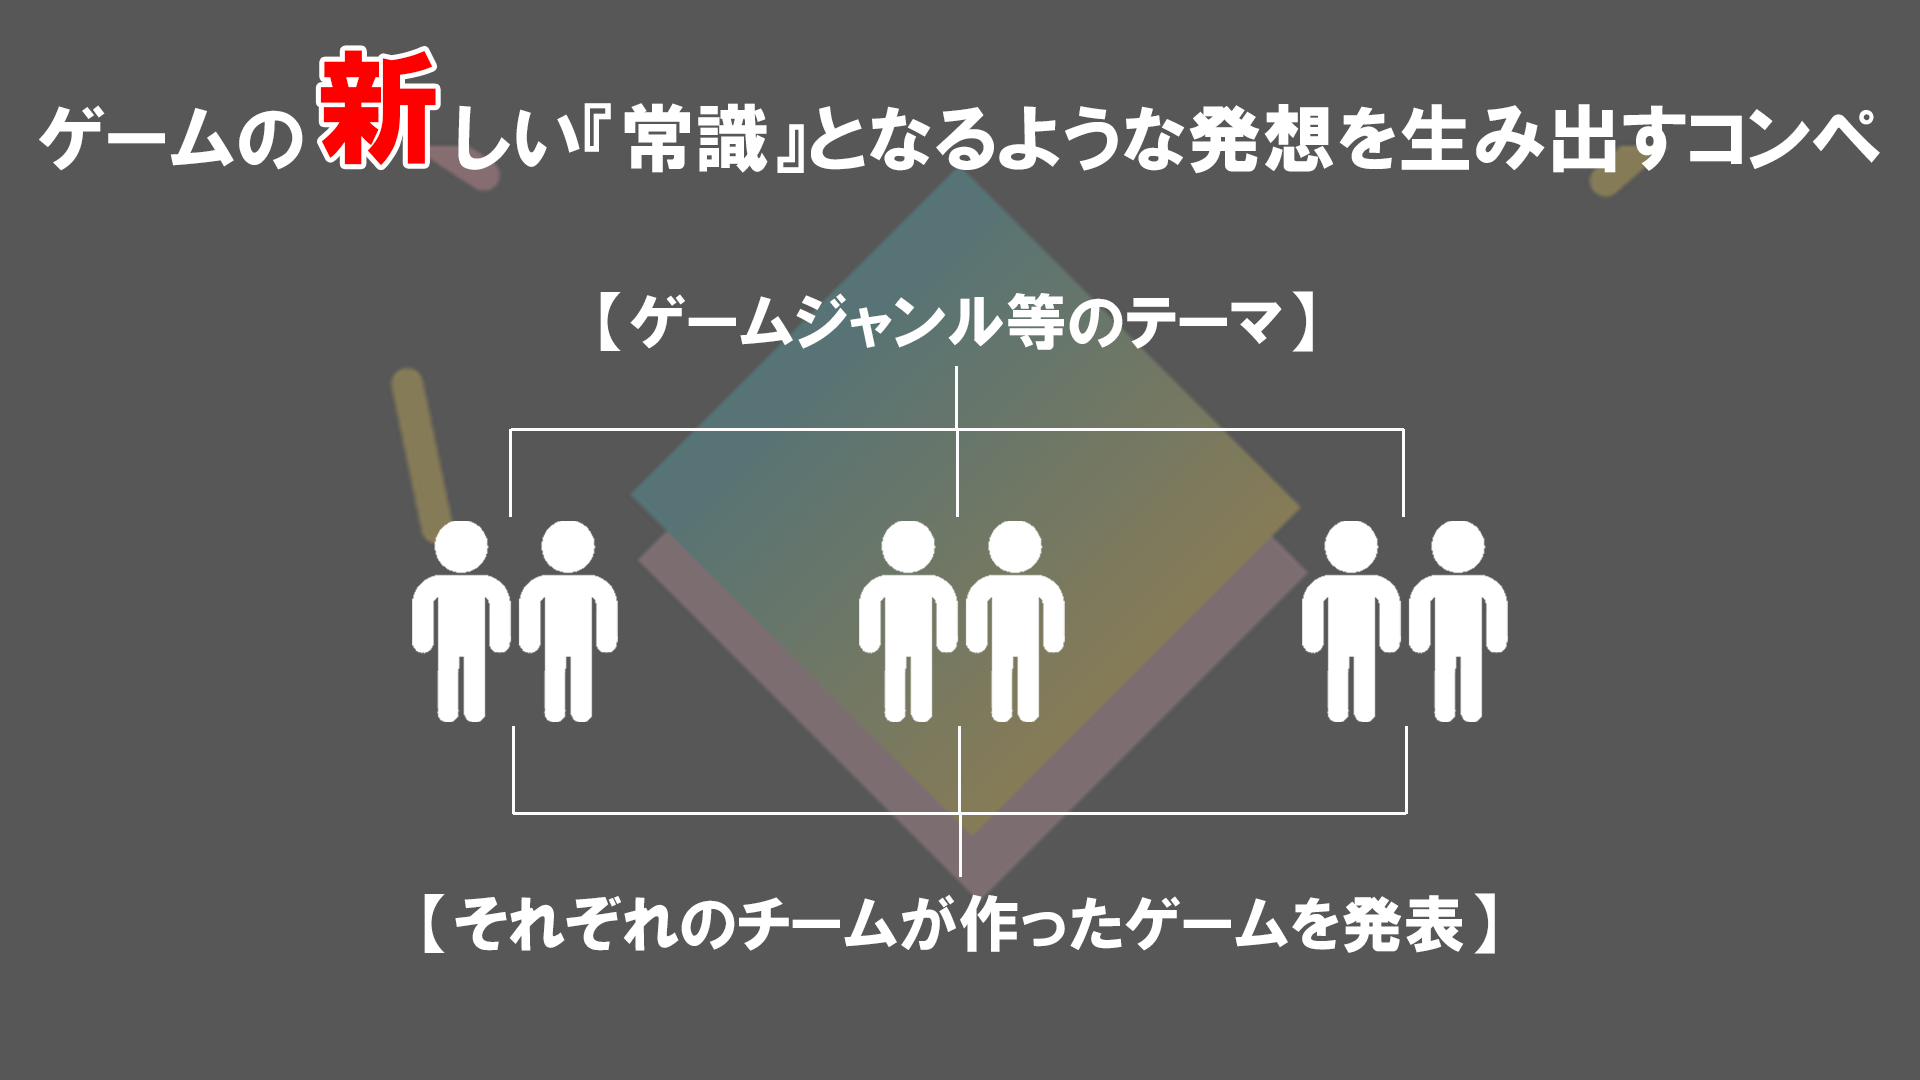 ゲームの新しい『常識』となるような発想を生み出すコンペ
【ゲームジャンル等のテーマ】
【それぞれのチームが作ったゲームを発表】